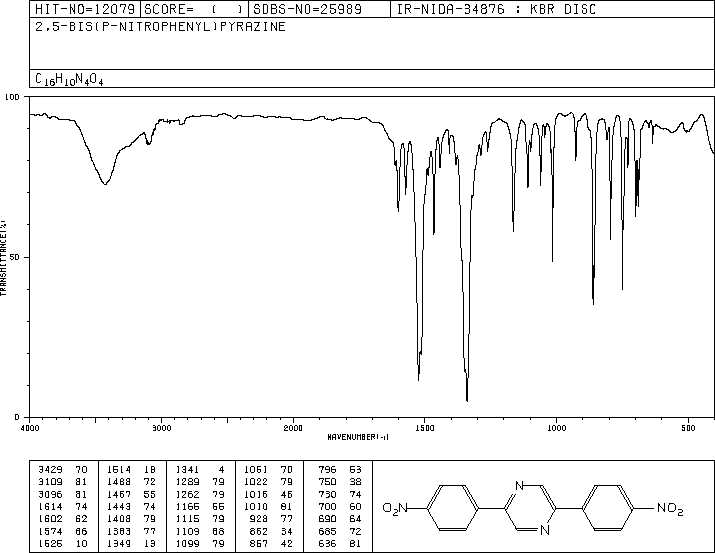 HIT-NO=12079 SCORE= ( ) SDBS-NO=25989 IR-NIDA-34876 : KBR DISC
2,5-BIS(P-NITROPHENYL)PYRAZINE
C16H10N4O4
100
50
0
TRANSMITTANCE(%)
4000 3000 2000 1500 1000 500
WAVENUMBER(-1)
3429 70 1514 18 1341 4 1061 70 796 53
3109 81 1488 72 1289 79 1022 79 750 38
3096 81 1467 55 1262 79 1016 46 730 74
1614 74 1443 74 1166 55 1010 81 700 60
1602 62 1408 79 1115 79 928 77 690 64
1574 66 1383 77 1109 68 862 34 685 72
1525 10 1349 13 1099 79 857 42 636 81
O2N N N NO2